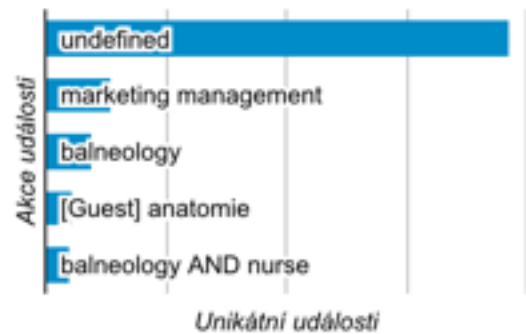 undefined
marketing management
balneology
[Guest] anatomie
balneology AND nurse
Akce události
Unikátní události